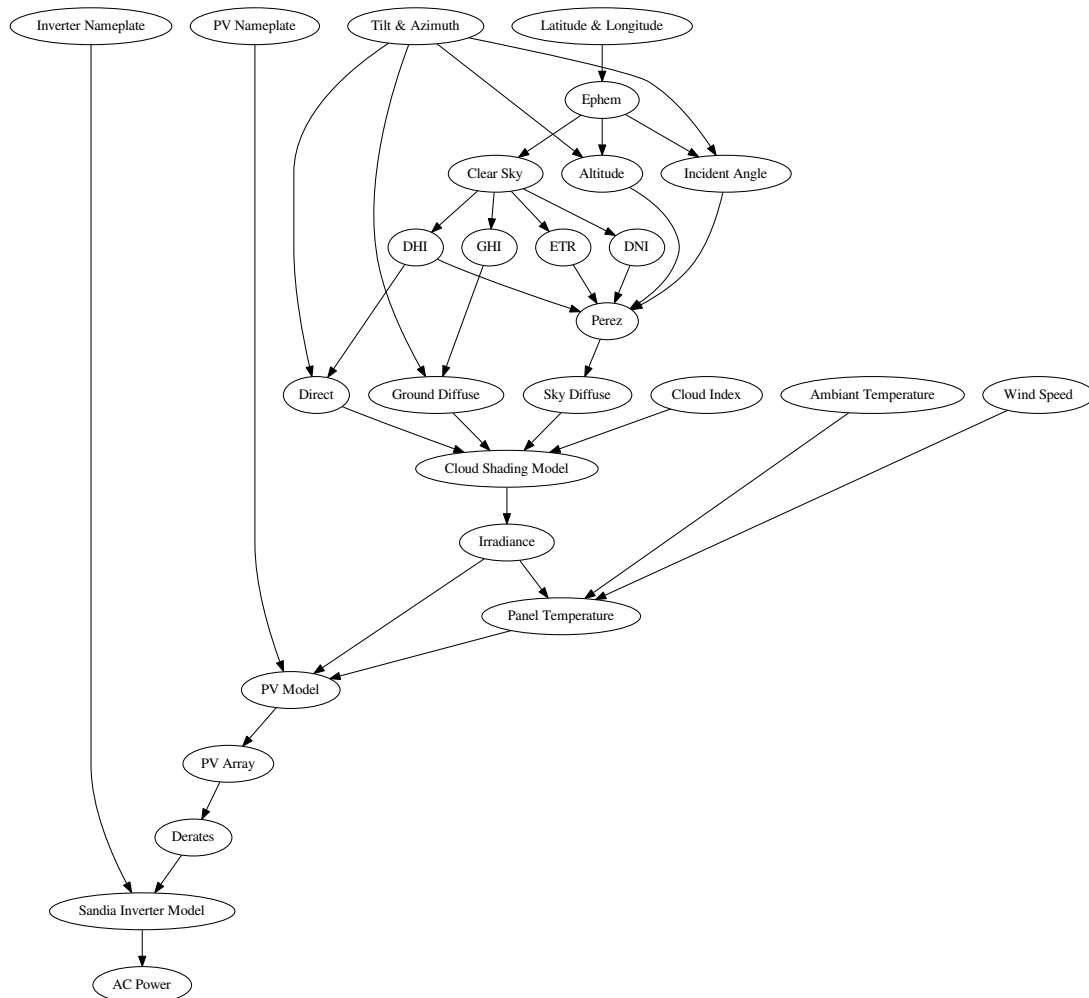 Inverter Nameplate
PV Nameplate
Tilt & Azimuth
Latitude & Longitude
Ephem
Clear Sky
Altitude
Incident Angle
DHI
GHI
ETR
DNI
Perez
Direct
Ground Diffuse
Sky Diffuse
Cloud Index
Ambiant Temperature
Wind Speed
Cloud Shading Model
Irradiance
Panel Temperature
PV Model
PV Array
Derates
Sandia Inverter Model
AC Power